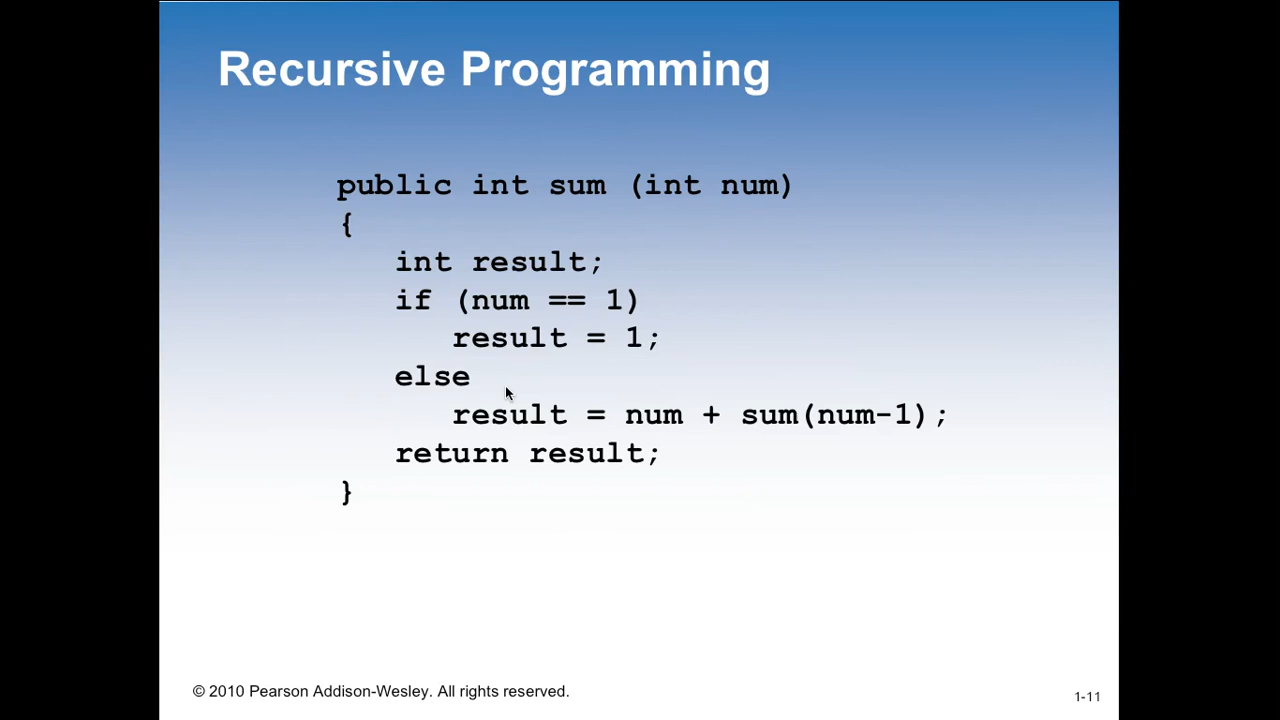 Recursive Programming
public int sum (int num)
{
   int result;
   if (num == 1)
      result = 1;
   else
      result = num + sum(num-1);
   return result;
}
© 2010 Pearson Addison-Wesley. All rights reserved.
1-11